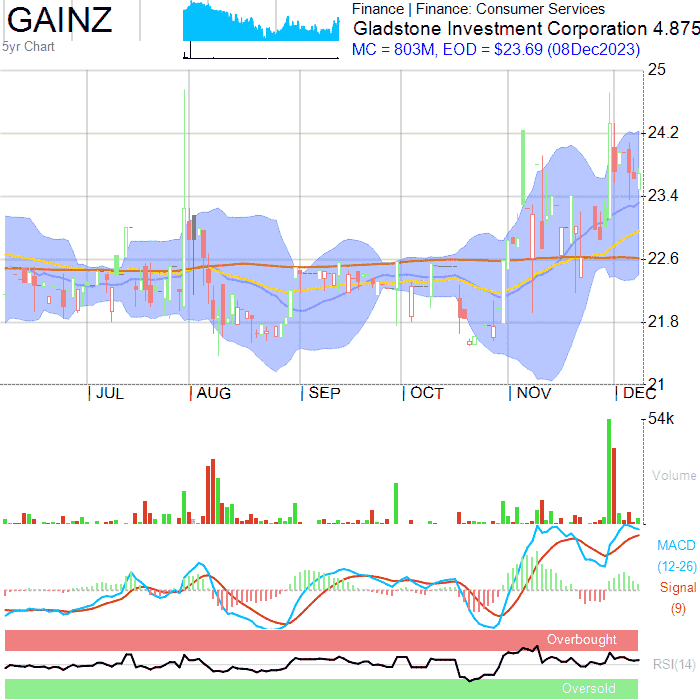 GAINZ
5yr Chart
Finance | Finance: Consumer Services
Gladstone Investment Corporation 4.875
MC = 803M, EOD = $23.69 (08Dec2023)
25
24.2
23.4
22.6
21.8
21
JUL
AUG
SEP
OCT
NOV
DEC
54k
Volume
MACD
(12-26)
Signal
(9)
Overbought
RSI(14)
Oversold